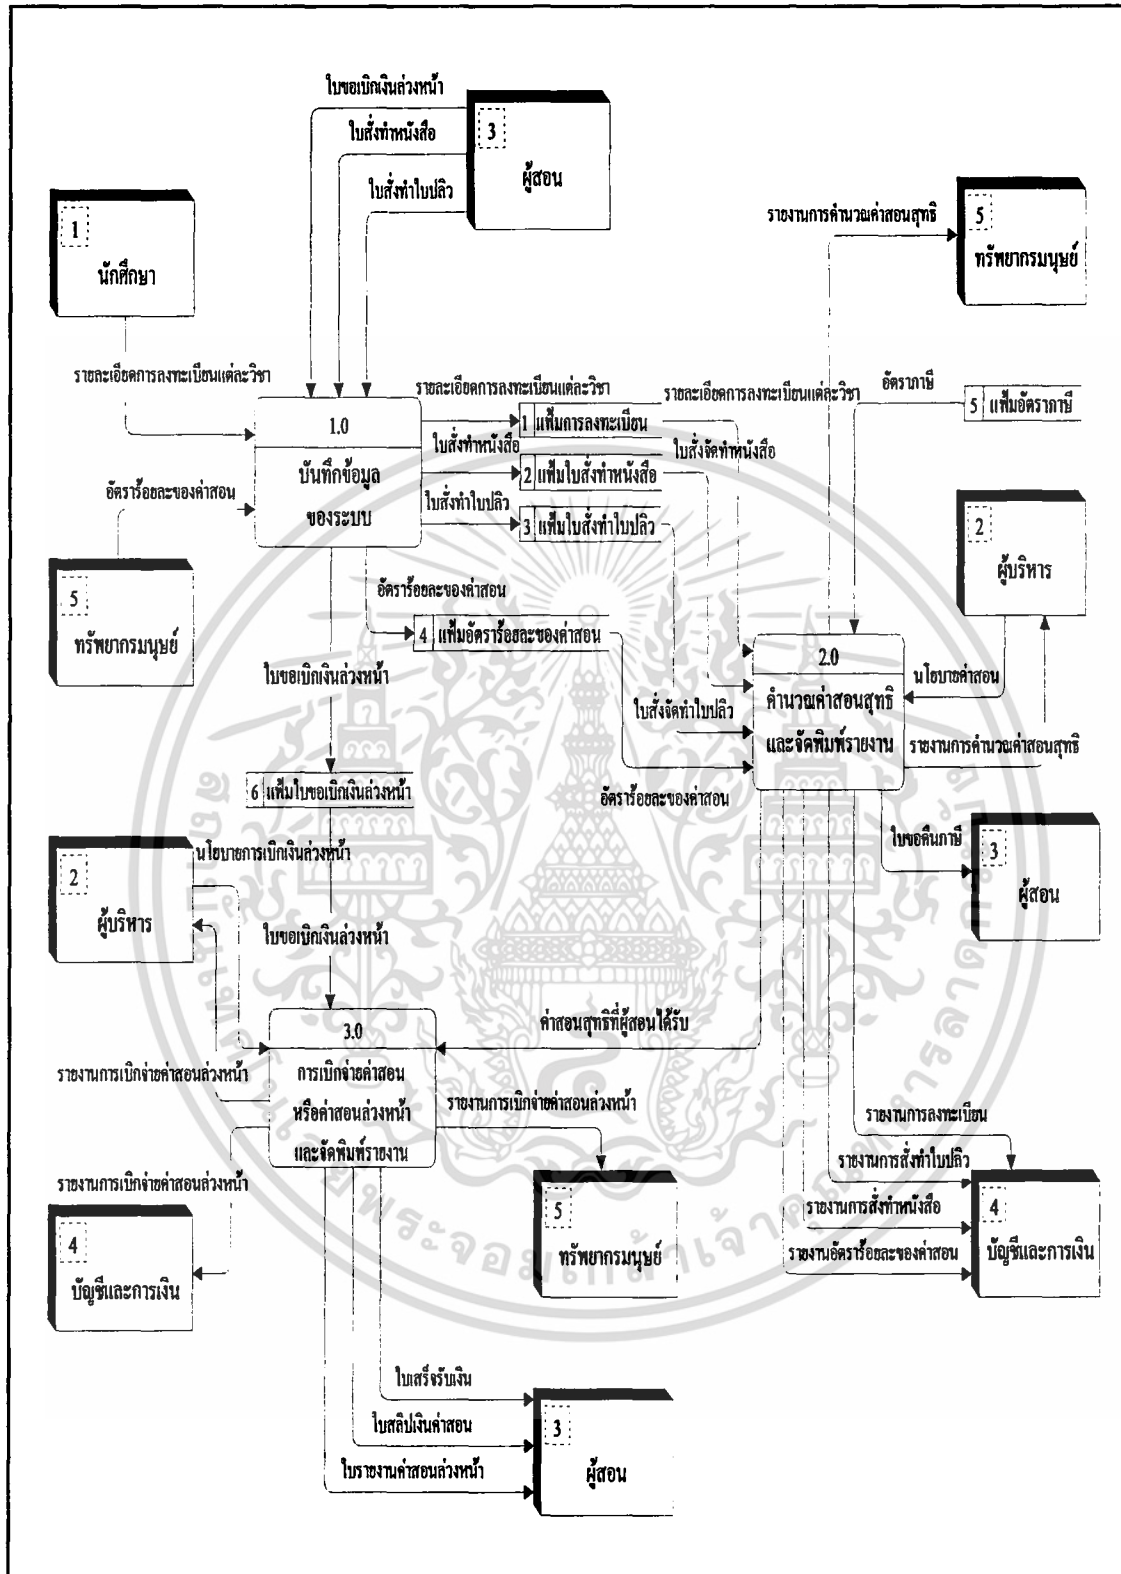 ใบขอเบิกเงินล่วงหน้า
ใบสั่งทำหนังสือ
ใบสั่งทำใบปลิว
3
ผู้สอน
1
นักศึกษา
รายงานการคำนวณค่าสอนสุทธิ
5
ทรัพยากรมนุษย์
รายละเอียดการลงทะเบียนแต่ละวิชา
รายละเอียดการลงทะเบียนแต่ละวิชา
รายละเอียดการลงทะเบียนแต่ละวิชา
อัตราภาษี
5 แฟ้มอัตราภาษี
1.0
บันทึกข้อมูล
ของระบบ
1 แฟ้มการลงทะเบียน
ใบสั่งทำหนังสือ
ใบสั่งจัดทำหนังสือ
2 แฟ้มใบสั่งทำหนังสือ
อัตราร้อยละของค่าสอน
ใบสั่งทำใบปลิว
3 แฟ้มใบสั่งทำใบปลิว
2
ผู้บริหาร
5
ทรัพยากรมนุษย์
อัตราร้อยละของค่าสอน
4 แฟ้มอัตราร้อยละของค่าสอน
ใบขอเบิกเงินล่วงหน้า
2.0
คำนวณค่าสอนสุทธิ
และจัดพิมพ์รายงาน
นโยบายค่าสอน
ใบสั่งจัดทำใบปลิว
รายงานการคำนวณค่าสอนสุทธิ
อัตราร้อยละของค่าสอน
6 แฟ้มใบขอเบิกเงินล่วงหน้า
ใบขอคืนภาษี
3
ผู้สอน
นโยบายการเบิกเงินล่วงหน้า
2
ผู้บริหาร
ใบขอเบิกเงินล่วงหน้า
ค่าสอนสุทธิที่ผู้สอนได้รับ
3.0
การเบิกจ่ายค่าสอน
หรือค่าสอนล่วงหน้า
และจัดพิมพ์รายงาน
รายงานการเบิกจ่ายค่าสอนล่วงหน้า
รายงานการเบิกจ่ายค่าสอนล่วงหน้า
รายงานการเบิกจ่ายค่าสอนล่วงหน้า
4
บัญชีและการเงิน
5
ทรัพยากรมนุษย์
รายงานการลงทะเบียน
รายงานการสั่งทำใบปลิว
รายงานการสั่งทำหนังสือ
รายงานอัตราร้อยละของค่าสอน
4
บัญชีและการเงิน
ใบเสร็จรับเงิน
ใบสลิปเงินค่าสอน
ใบรายงานค่าสอนล่วงหน้า
3
ผู้สอน